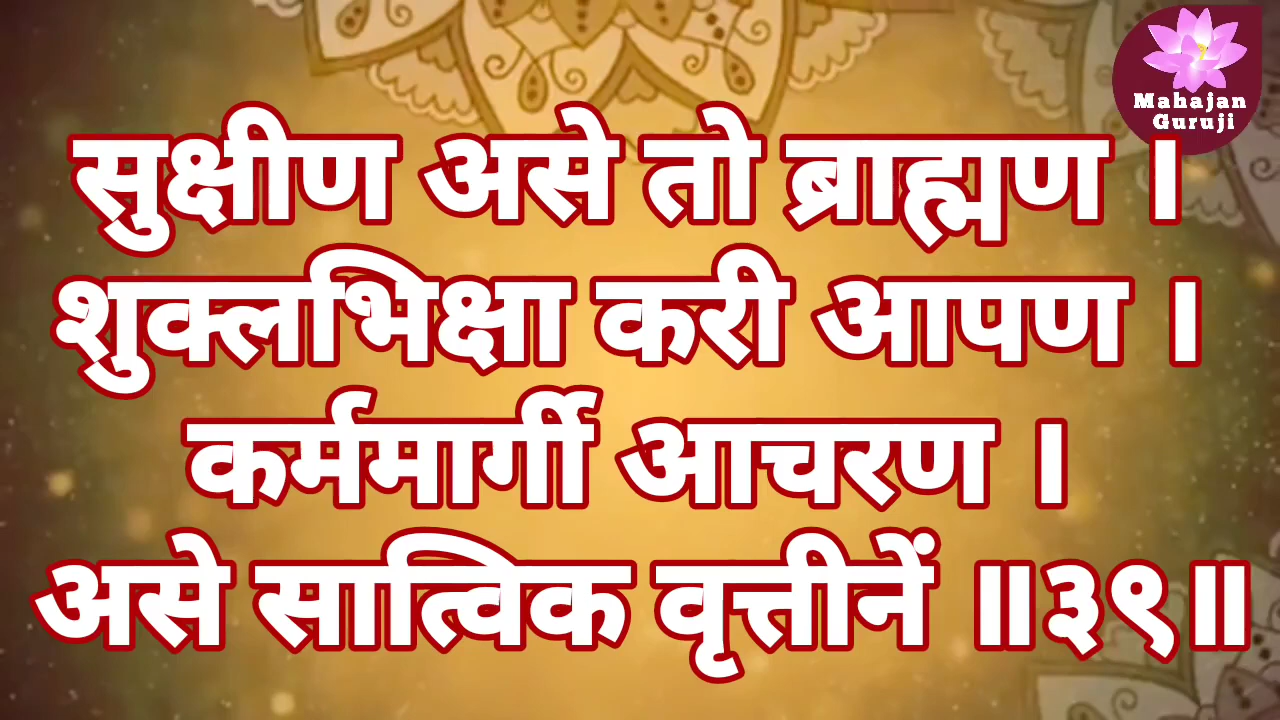 Mahajan
Guruji
सुक्षीण असे तो ब्राह्मण ।
शुक्लभिक्षा करी आपण ।
कर्ममार्गी आचरण ।
असे सात्विक वृत्तीनें ॥३९॥